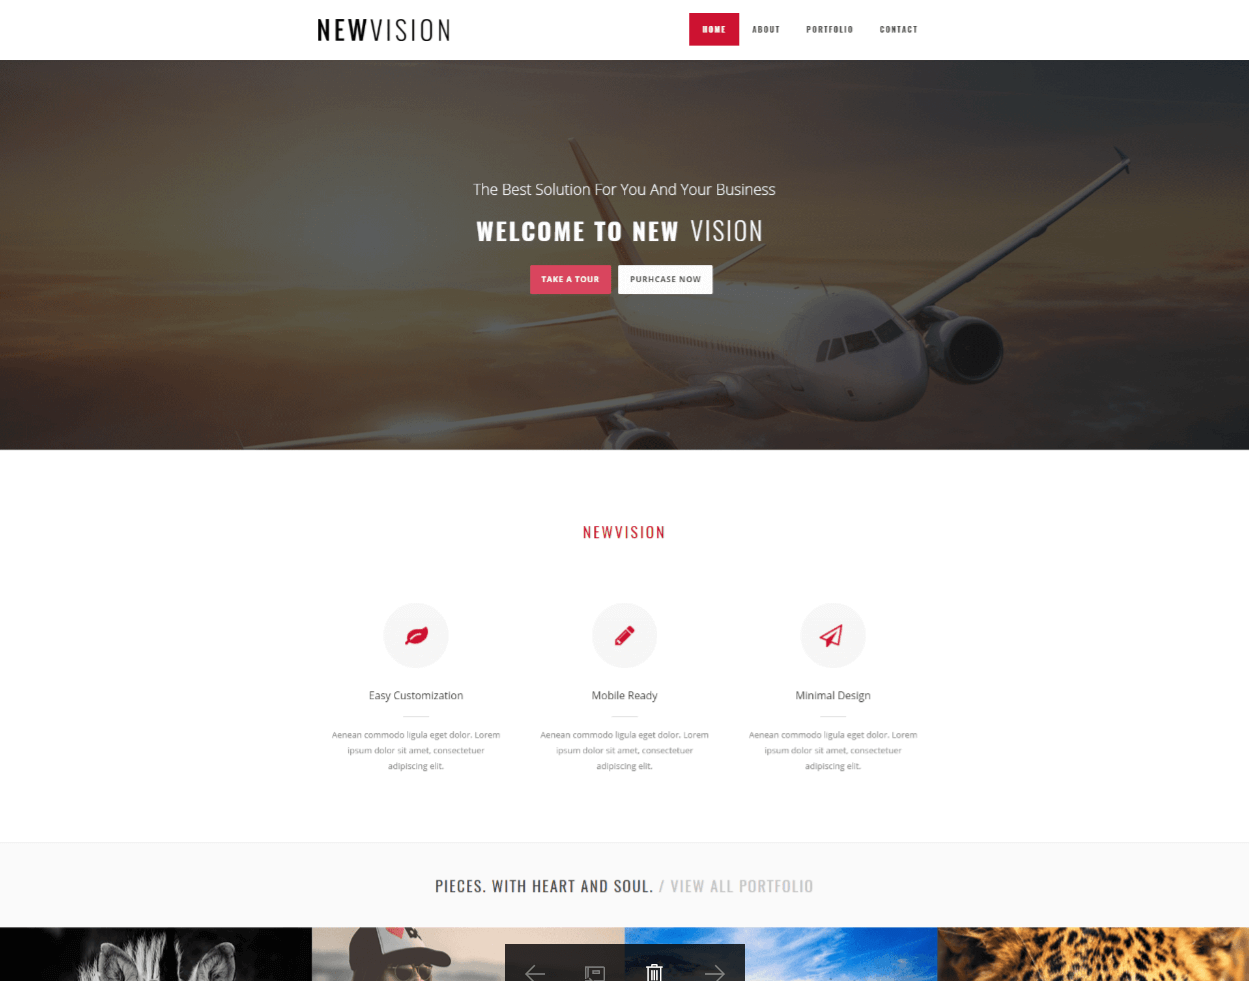 NEWVISION
HOME ABOUT PORTFOLIO CONTACT
The Best Solution For You And Your Business
WELCOME TO NEW VISION
TAKE A TOUR PURHCASE NOW
NEWVISION
Easy Customization
Aenean commodo ligula eget dolor. Lorem
ipsum dolor sit amet, consectetuer
adipiscing elit.
Mobile Ready
Aenean commodo ligula eget dolor. Lorem
ipsum dolor sit amet, consectetuer
adipiscing elit.
Minimal Design
Aenean commodo ligula eget dolor. Lorem
ipsum dolor sit amet, consectetuer
adipiscing elit.
PIECES. WITH HEART AND SOUL. / VIEW ALL PORTFOLIO